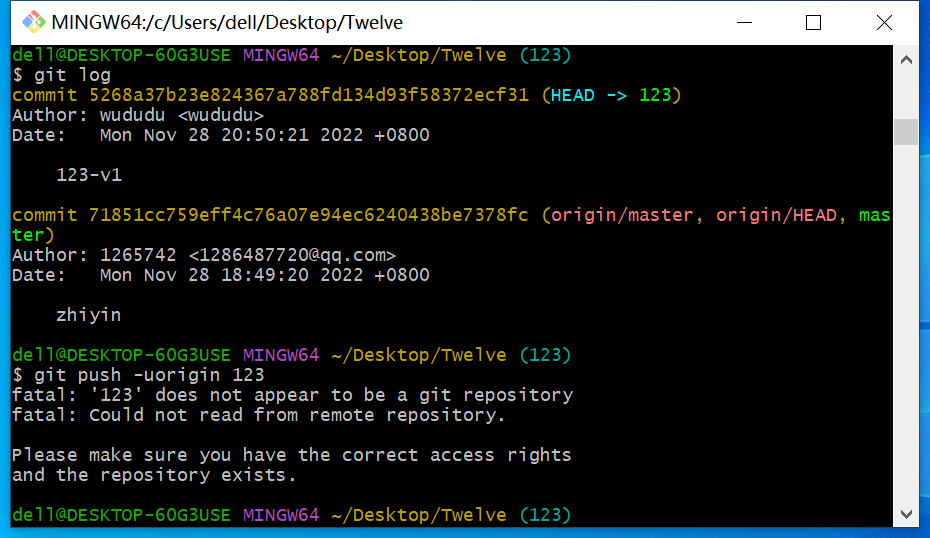 MINGW64:/c/Users/dell/Desktop/Twelve
dell@DESKTOP-60G3USE MINGW64 ~/Desktop/Twelve (123)
$ git log
commit 5268a37b23e824367a788fd134d93f58372ecf31 (HEAD -> 123)
Author: wududu <wududu>
Date:   Mon Nov 28 20:50:21 2022 +0800
    123-v1
commit 71851cc759eff4c76a07e94ec6240438be7378fc (origin/master, origin/HEAD, mas
ter)
Author: 1265742 <1286487720@qq.com>
Date:   Mon Nov 28 18:49:20 2022 +0800
    zhiyin
dell@DESKTOP-60G3USE MINGW64 ~/Desktop/Twelve (123)
$ git push -uorigin 123
fatal: '123' does not appear to be a git repository
fatal: Could not read from remote repository.
Please make sure you have the correct access rights
and the repository exists.
dell@DESKTOP-60G3USE MINGW64 ~/Desktop/Twelve (123)